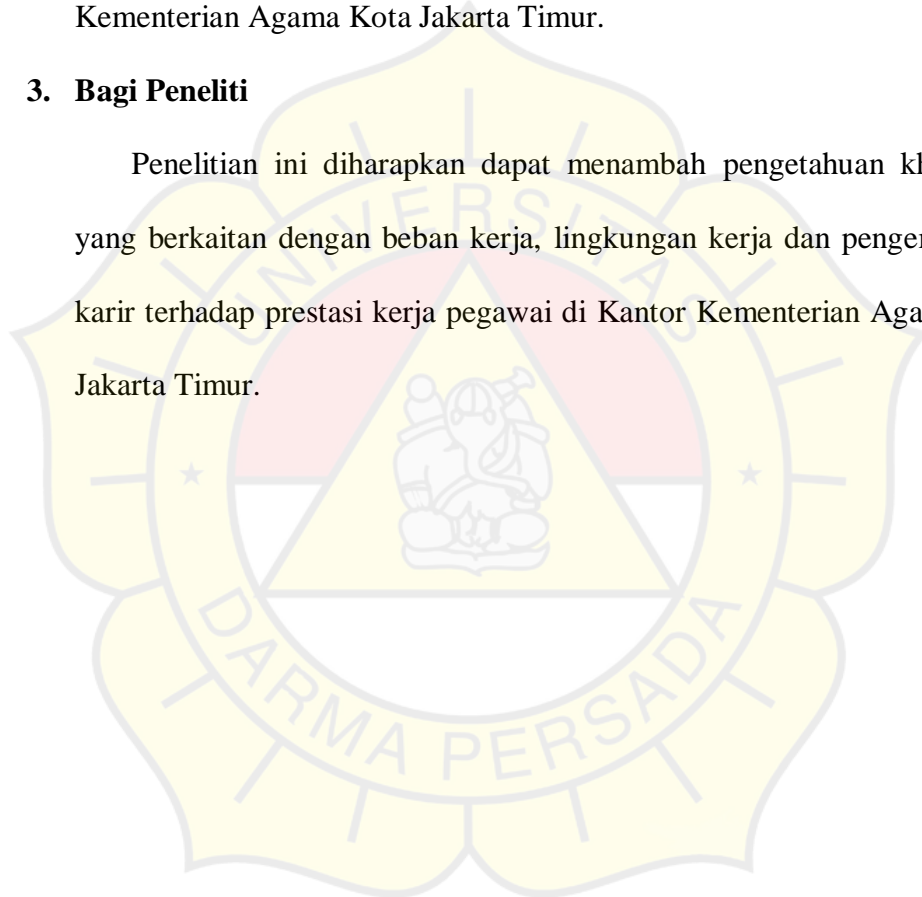 Kementerian Agama Kota Jakarta Timur.
3. Bagi Peneliti
Penelitian ini diharapkan dapat menambah pengetahuan
yang berkaitan dengan beban kerja, lingkungan kerja dan
karir terhadap prestasi kerja pegawai di Kantor Kementerian
Jakarta Timur.
UNIVERSITAS
DARMA PERSADA